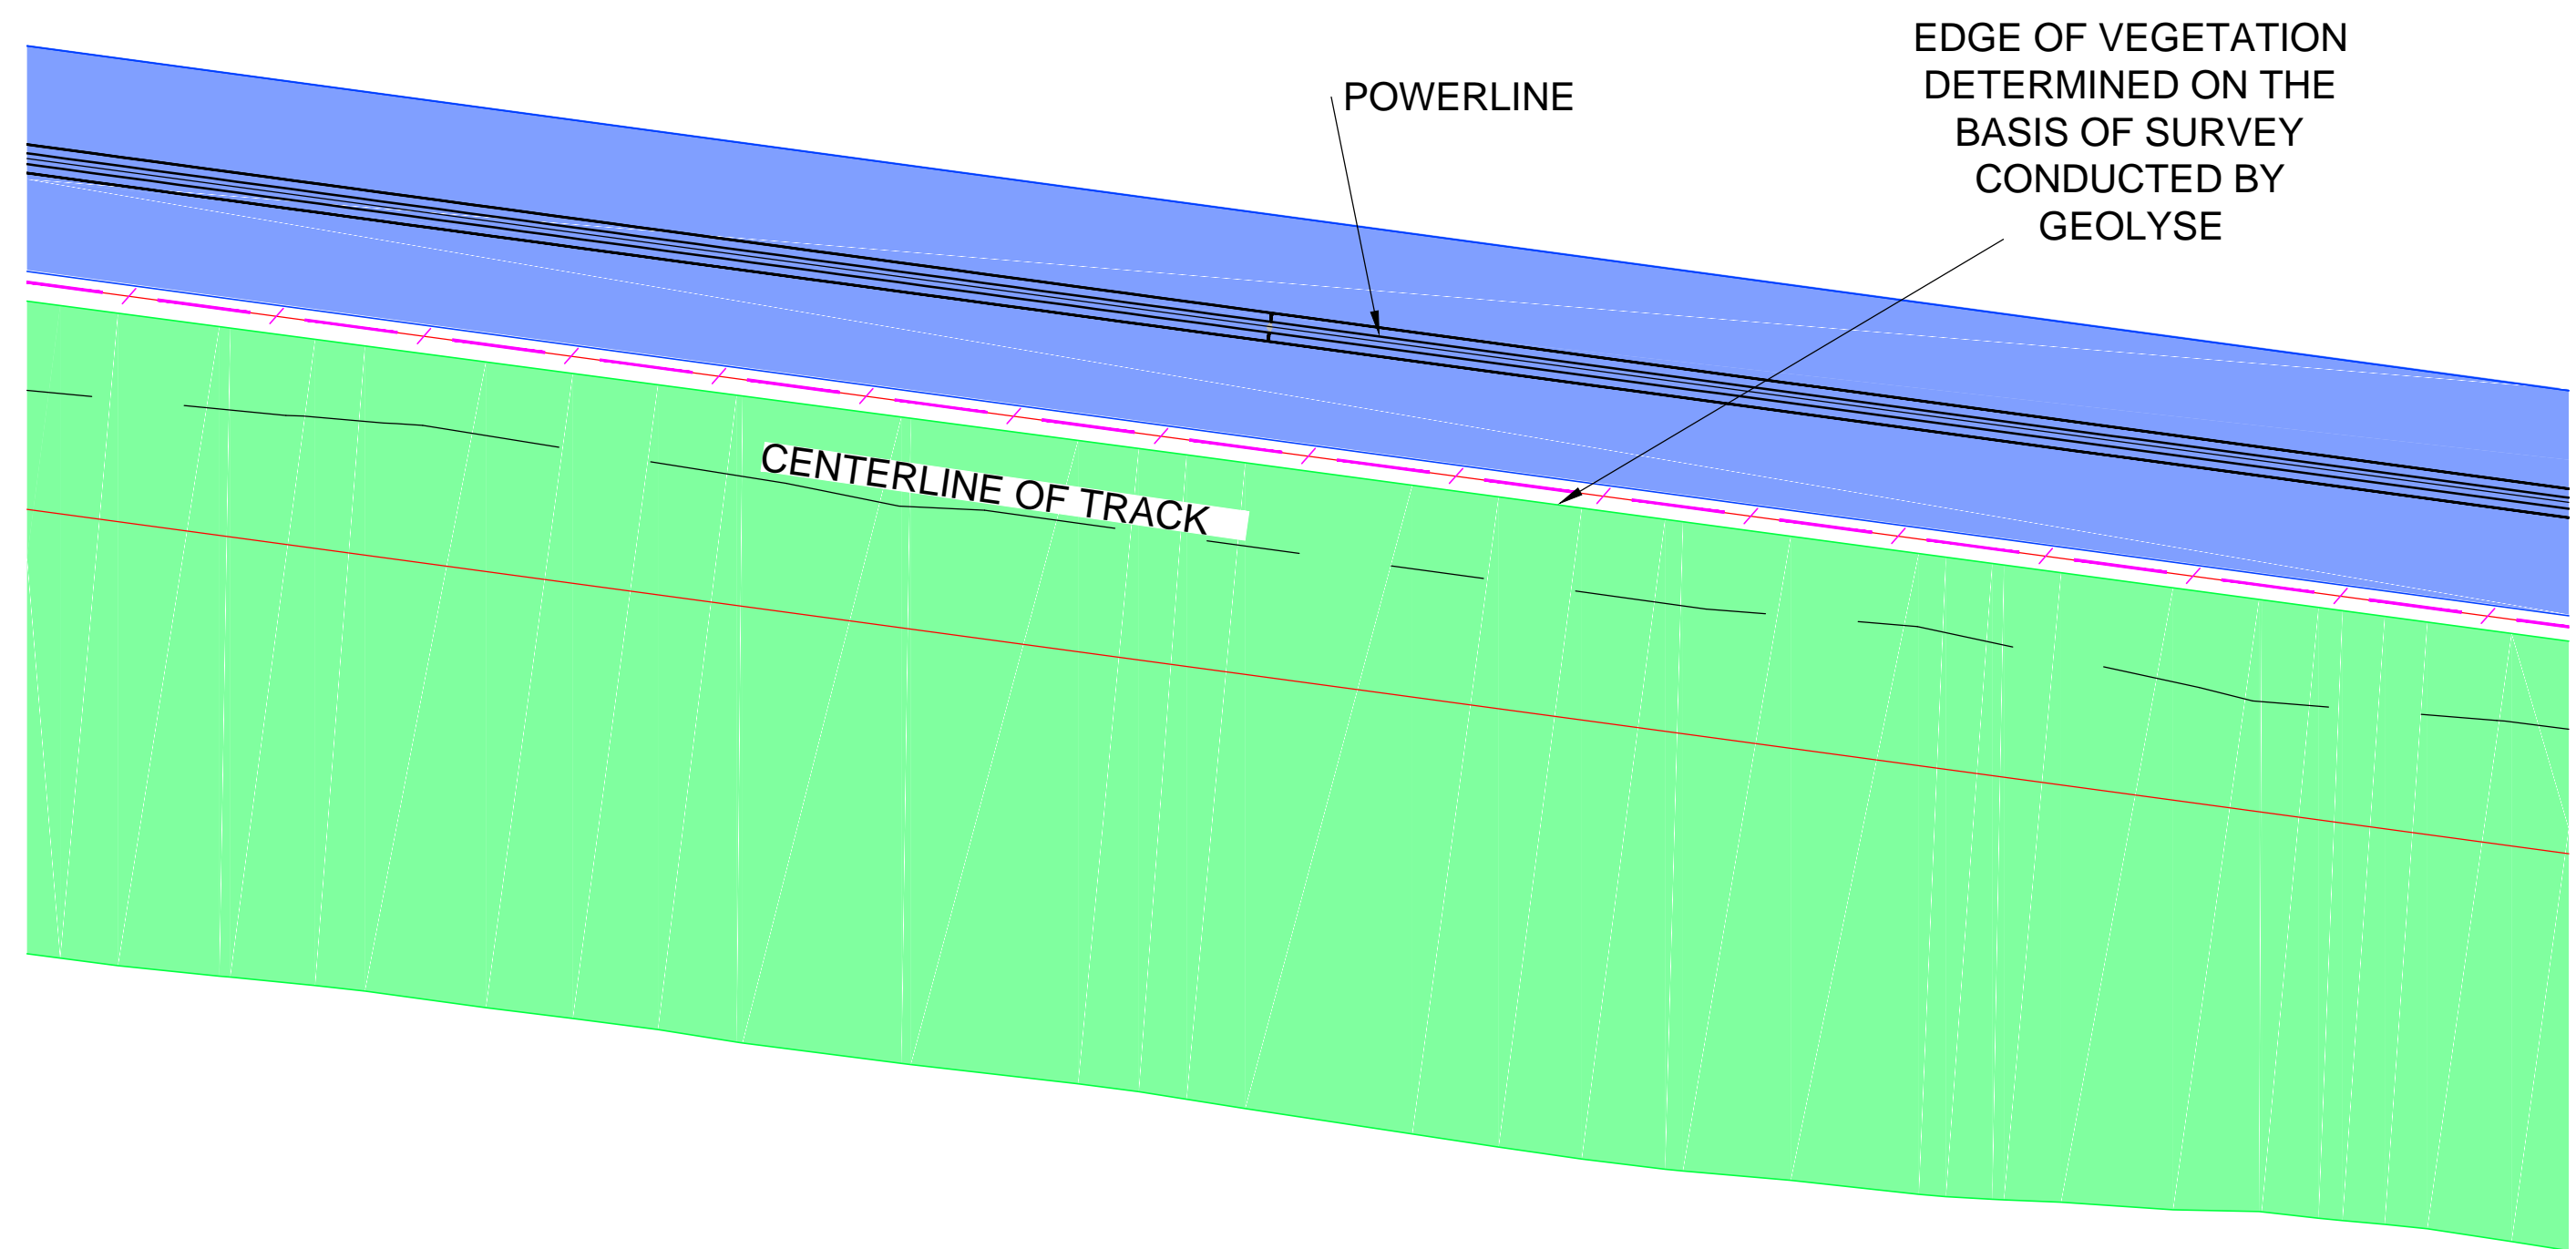 POWERLINE
EDGE OF VEGETATION
DETERMINED ON THE
BASIS OF SURVEY
CONDUCTED BY
GEOLYSE
CENTERLINE OF TRACK